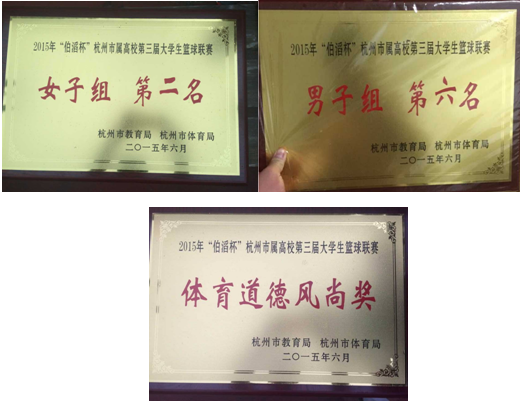 2015年“伯滔杯”杭州市属高校第三届大学生篮球联赛
女子组 第二名
杭州市教育局 杭州市体育局
二〇一五年六月
2015年“伯滔杯”杭州市属高校第三届大学生篮球联赛
男子组 第六名
杭州市教育局 杭州市体育局
二〇一五年六月
2015年“伯滔杯”杭州市属高校第三届大学生篮球联赛
体育道德风尚奖
杭州市教育局 杭州市体育局
二〇一五年六月